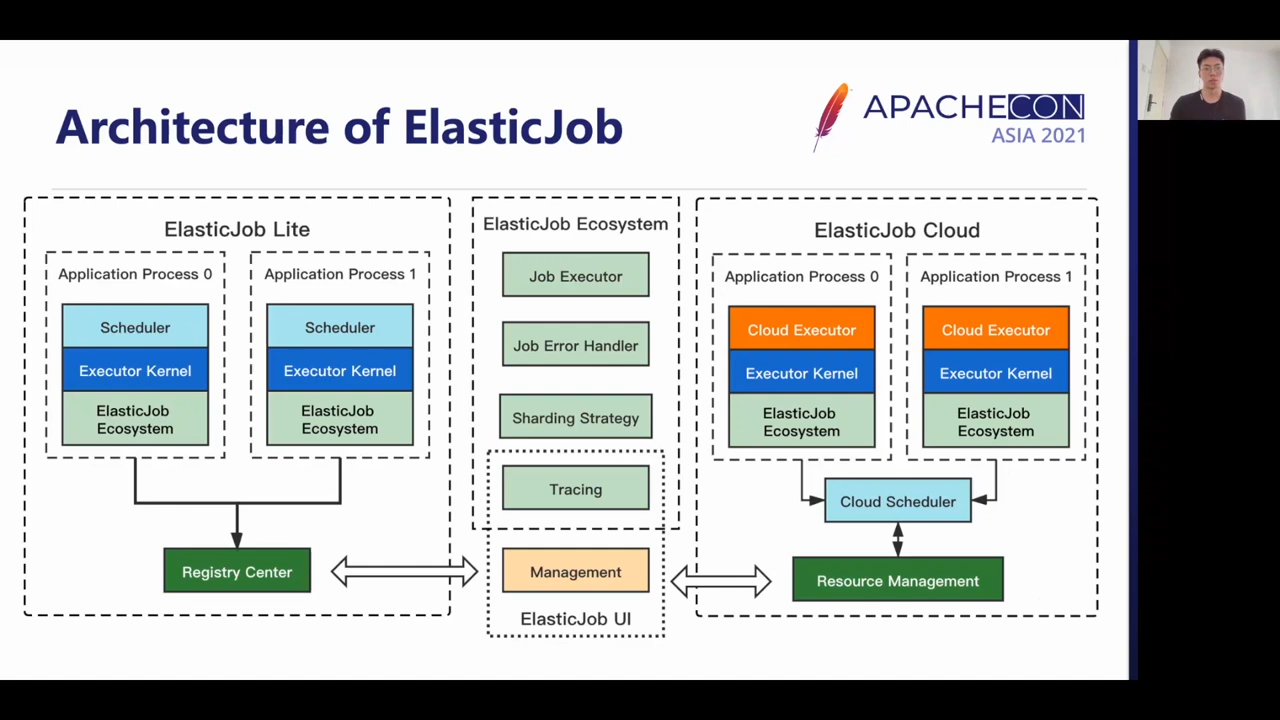 Architecture of ElasticJob
APACHECON
ASIA 2021
ElasticJob Lite
Application Process 0
Scheduler
Executor Kernel
ElasticJob
Ecosystem
Application Process 1
Scheduler
Executor Kernel
ElasticJob
Ecosystem
Registry Center
ElasticJob Ecosystem
Job Executor
Job Error Handler
Sharding Strategy
Tracing
Management
ElasticJob UI
ElasticJob Cloud
Application Process 0
Cloud Executor
Executor Kernel
ElasticJob
Ecosystem
Application Process 1
Cloud Executor
Executor Kernel
ElasticJob
Ecosystem
Cloud Scheduler
Resource Management